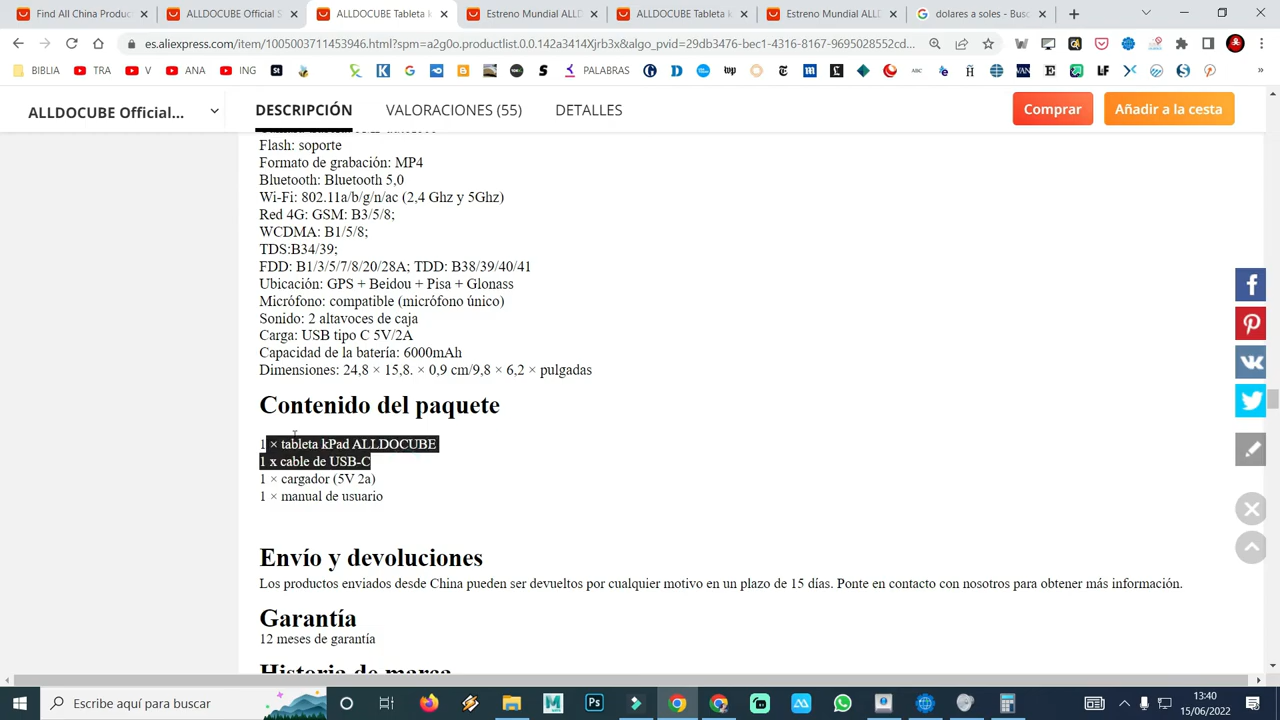 Find All China Produc
ALLDOCUBE Official S
ALLDOCUBE Tableta k
Estreno Mundial ALLD
ALLDOCUBE Tableta k
Estreno Mundial ALLD
dolares a soles - Busc
es.aliexpress.com/item/1005003711453946.html?spm=a2g0o.productlist.0.0.42a3414Xjrb3x&algo_pvid=29db3476-bec1-4316-b167-9695028552cd...
BIBLIA
TRA
V
ANA
ING
PALABRAS
ALLDOCUBE Official...
DESCRIPCIÓN
VALORACIONES (55)
DETALLES
Comprar
Añadir a la cesta
Flash: soporte
Formato de grabación: MP4
Bluetooth: Bluetooth 5,0
Wi-Fi: 802.11a/b/g/n/ac (2,4 Ghz y 5Ghz)
Red 4G: GSM: B3/5/8;
WCDMA: B1/5/8;
TDS:B34/39;
FDD: B1/3/5/7/8/20/28A; TDD: B38/39/40/41
Ubicación: GPS + Beidou + Pisa + Glonass
Micrófono: compatible (micrófono único)
Sonido: 2 altavoces de caja
Carga: USB tipo C 5V/2A
Capacidad de la batería: 6000mAh
Dimensiones: 24,8 × 15,8. × 0,9 cm/9,8 × 6,2 × pulgadas
Contenido del paquete
1 × tableta kPad ALLDOCUBE
1 x cable de USB-C
1 × cargador (5V 2a)
1 × manual de usuario
Envío y devoluciones
Los productos enviados desde China pueden ser devueltos por cualquier motivo en un plazo de 15 días. Ponte en contacto con nosotros para obtener más información.
Garantía
12 meses de garantía
Historia de marca
Escribe aquí para buscar
13:40
15/06/2022